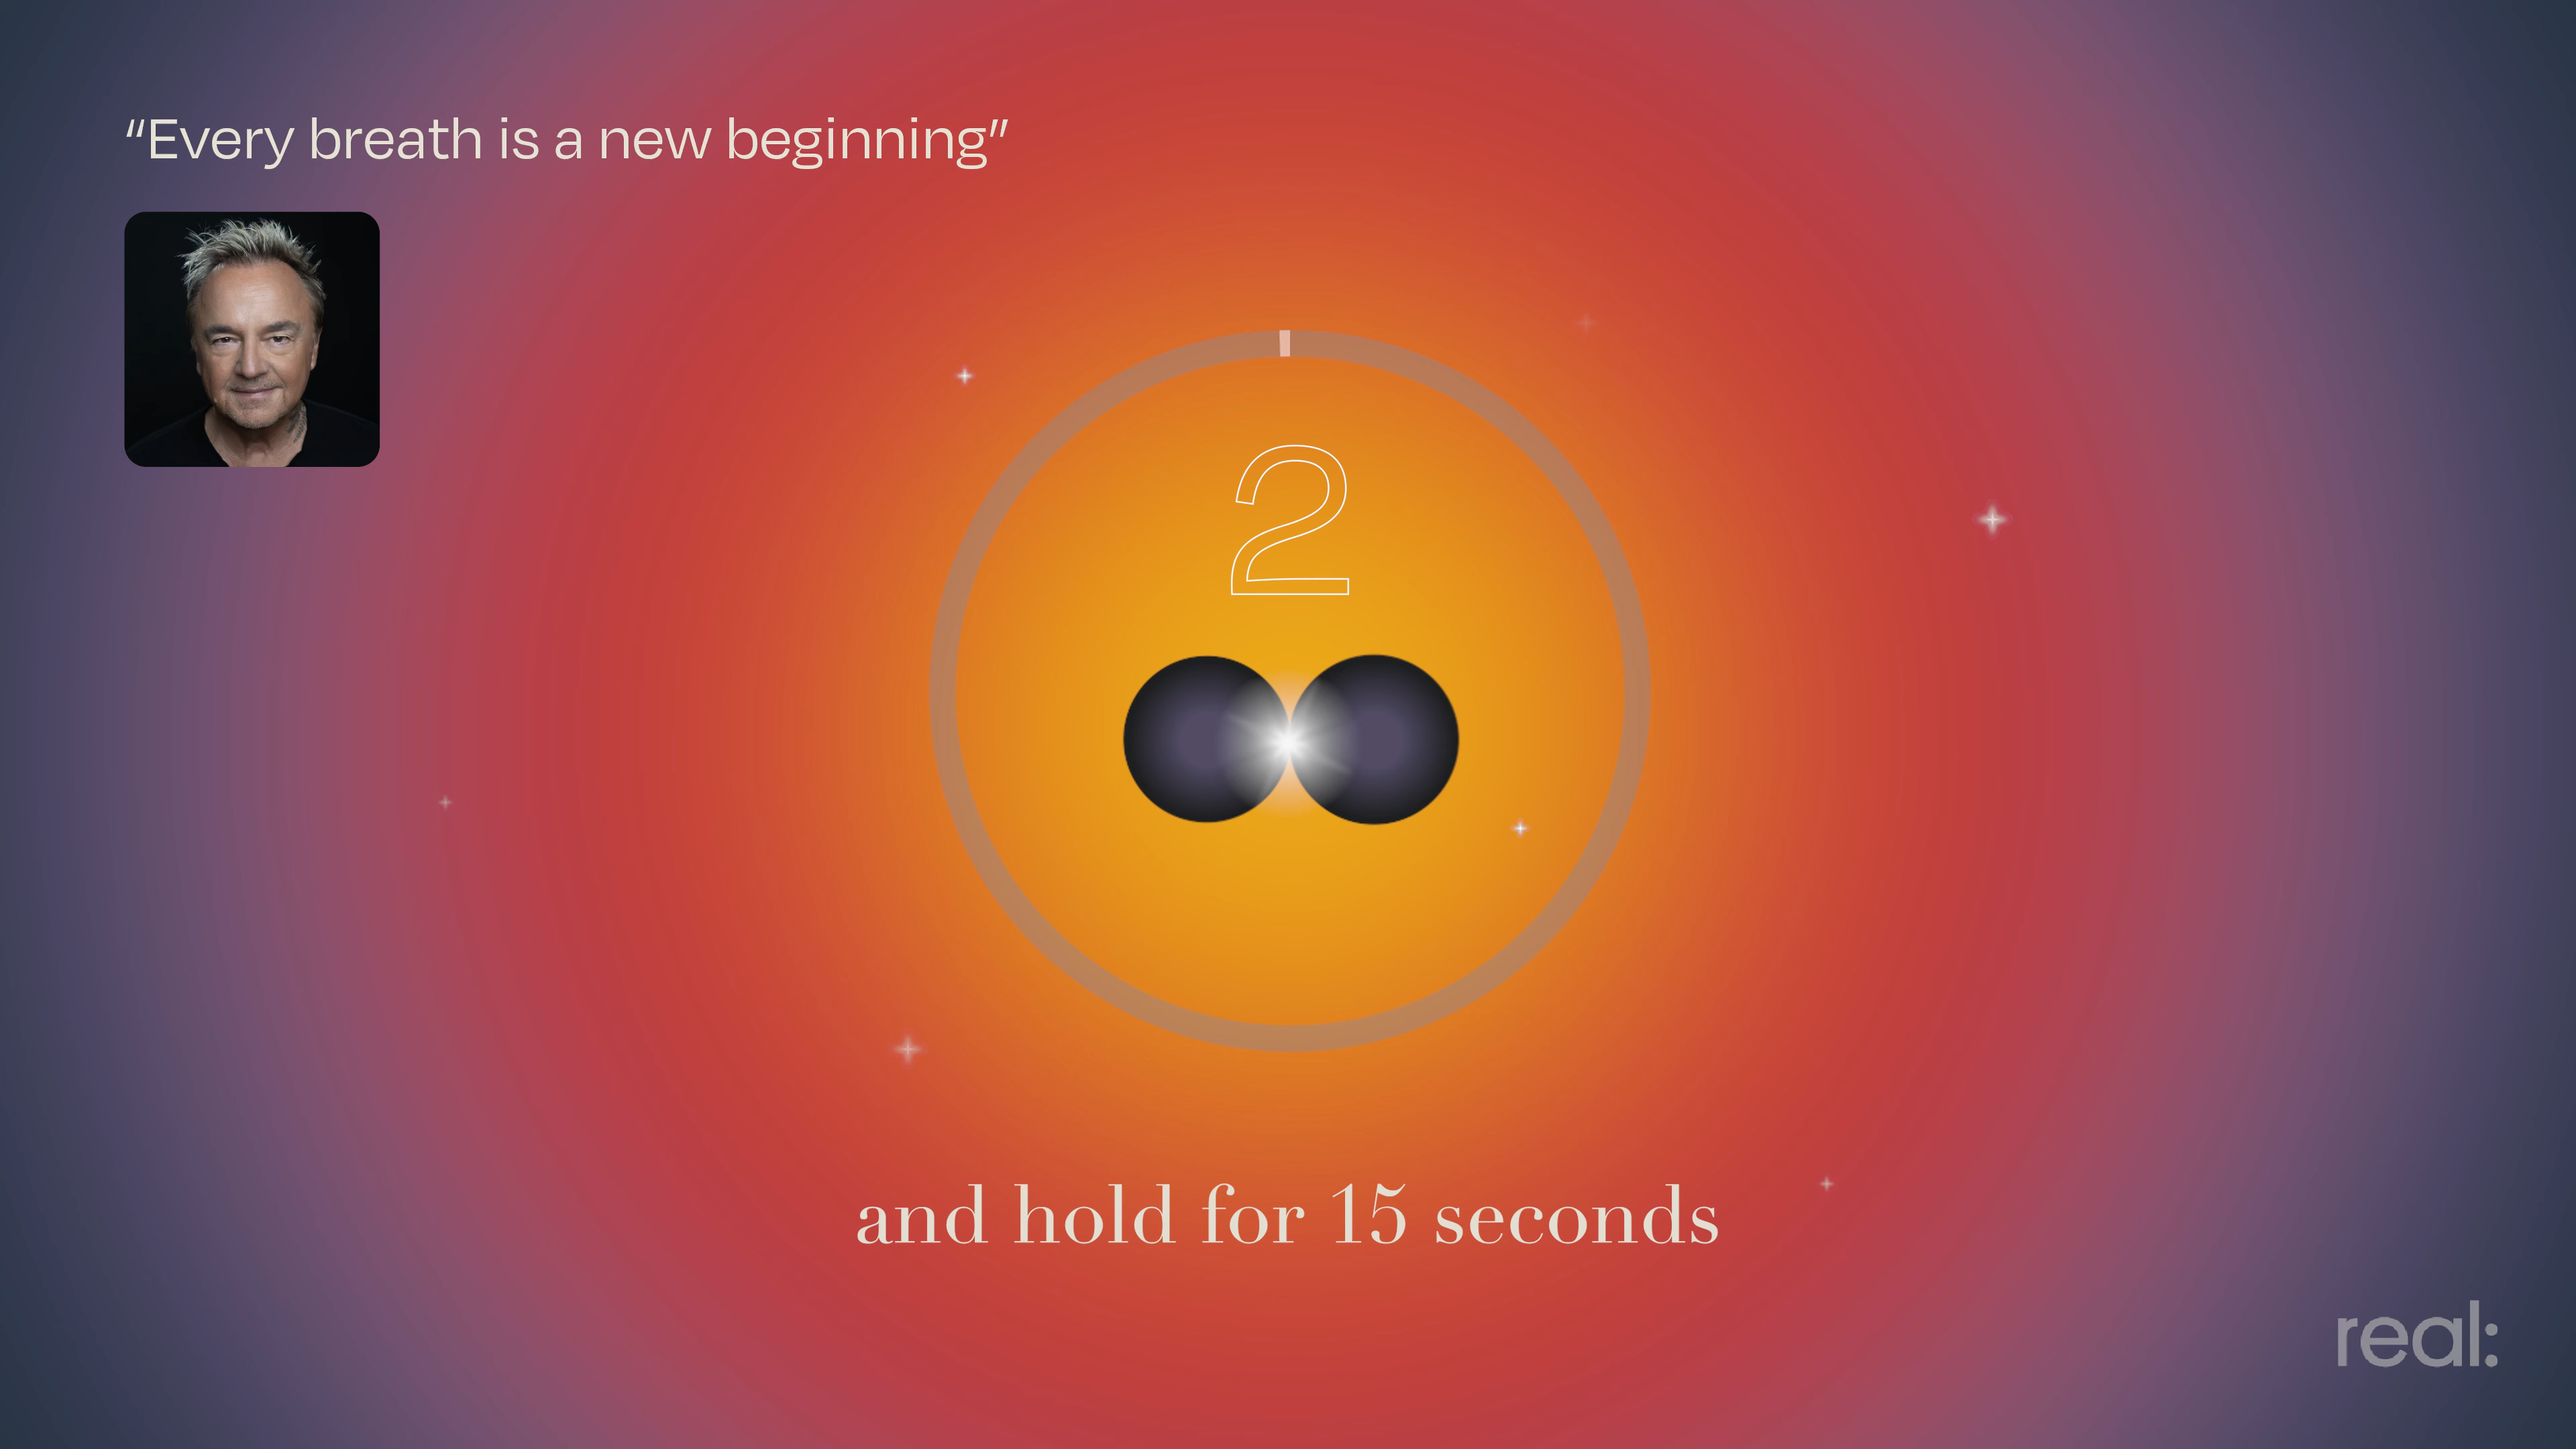 “Every breath is a new beginning”
2
and hold for 15 seconds
real: